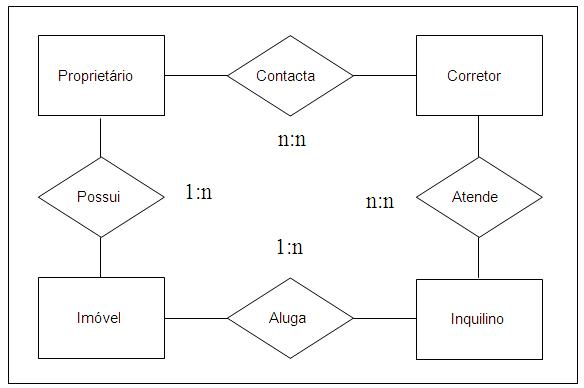 Proprietário
Contacta
Corretor
n:n
Possui
1:n
n:n
Atende
1:n
Imóvel
Aluga
Inquilino